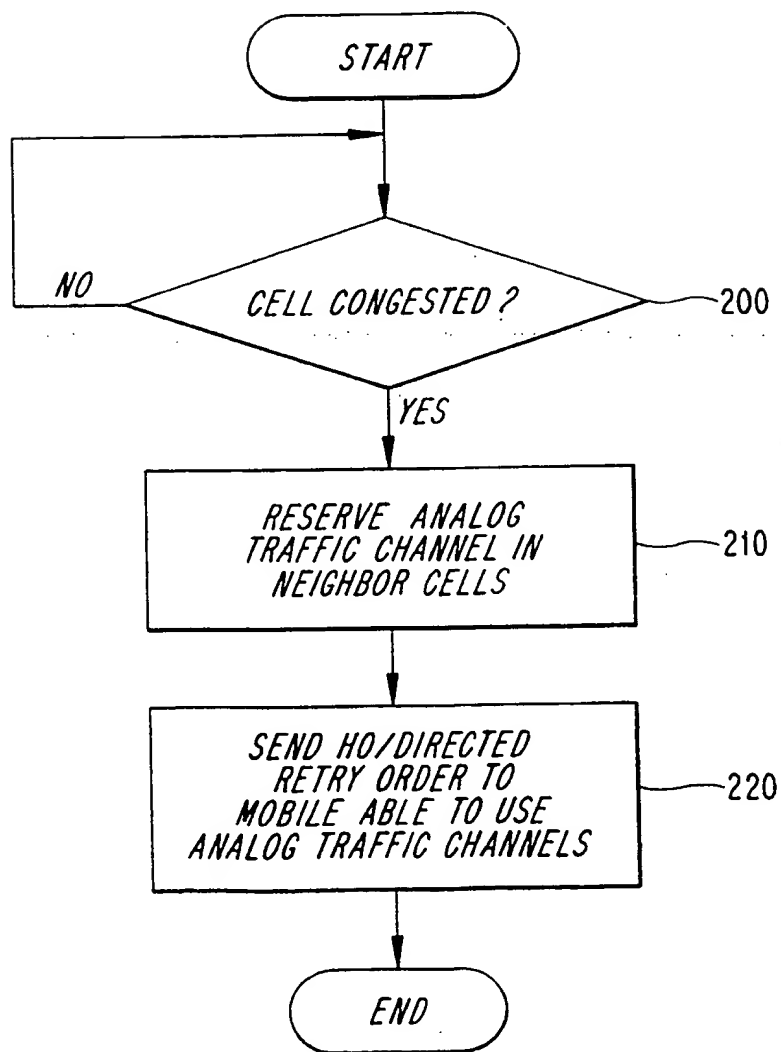 START
NO
CELL CONGESTED ?
200
YES
RESERVE ANALOG
TRAFFIC CHANNEL IN
NEIGHBOR CELLS
210
SEND HO/DIRECTED
RETRY ORDER TO
MOBILE ABLE TO USE
ANALOG TRAFFIC CHANNELS
220
END